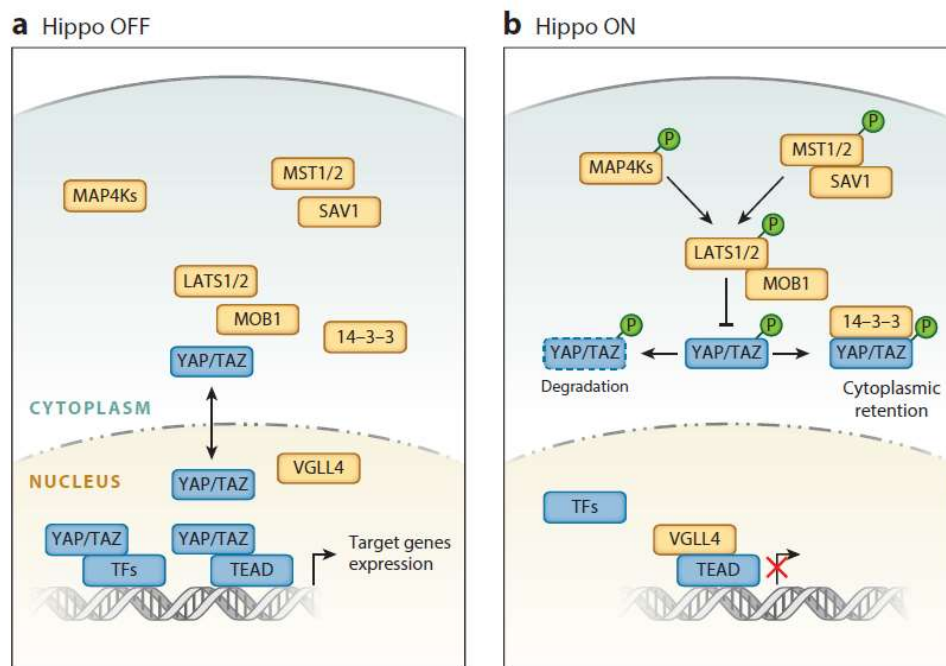 a Hippo OFF
MAP4Ks
MST1/2
SAV1
LATS1/2
MOB1
14–3–3
YAP/TAZ
CYTOPLASM
NUCLEUS
YAP/TAZ
VGLL4
YAP/TAZ
TFs
YAP/TAZ
TEAD
Target genes
expression
b Hippo ON
P
MAP4Ks
P
MST1/2
SAV1
P
LATS1/2
MOB1
P
YAP/TAZ
Degradation
P
YAP/TAZ
14–3–3
P
YAP/TAZ
Cytoplasmic
retention
TFs
VGLL4
TEAD